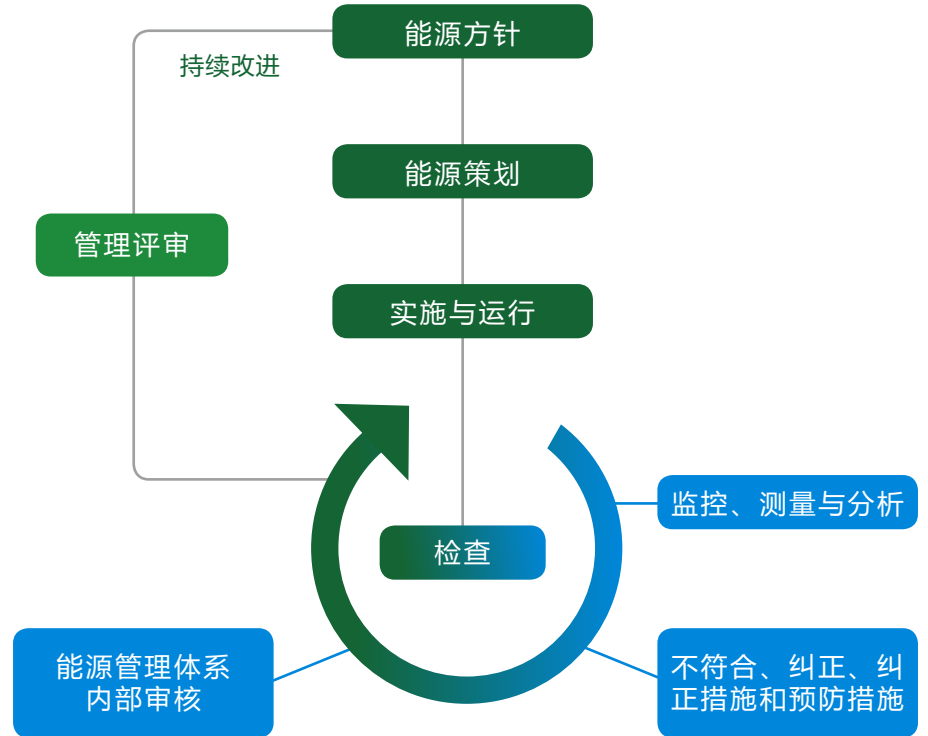 能源方针
持续改进
能源策划
管理评审
实施与运行
监控、测量与分析
检查
能源管理体系
内部审核
不符合、纠正、纠
正措施和预防措施